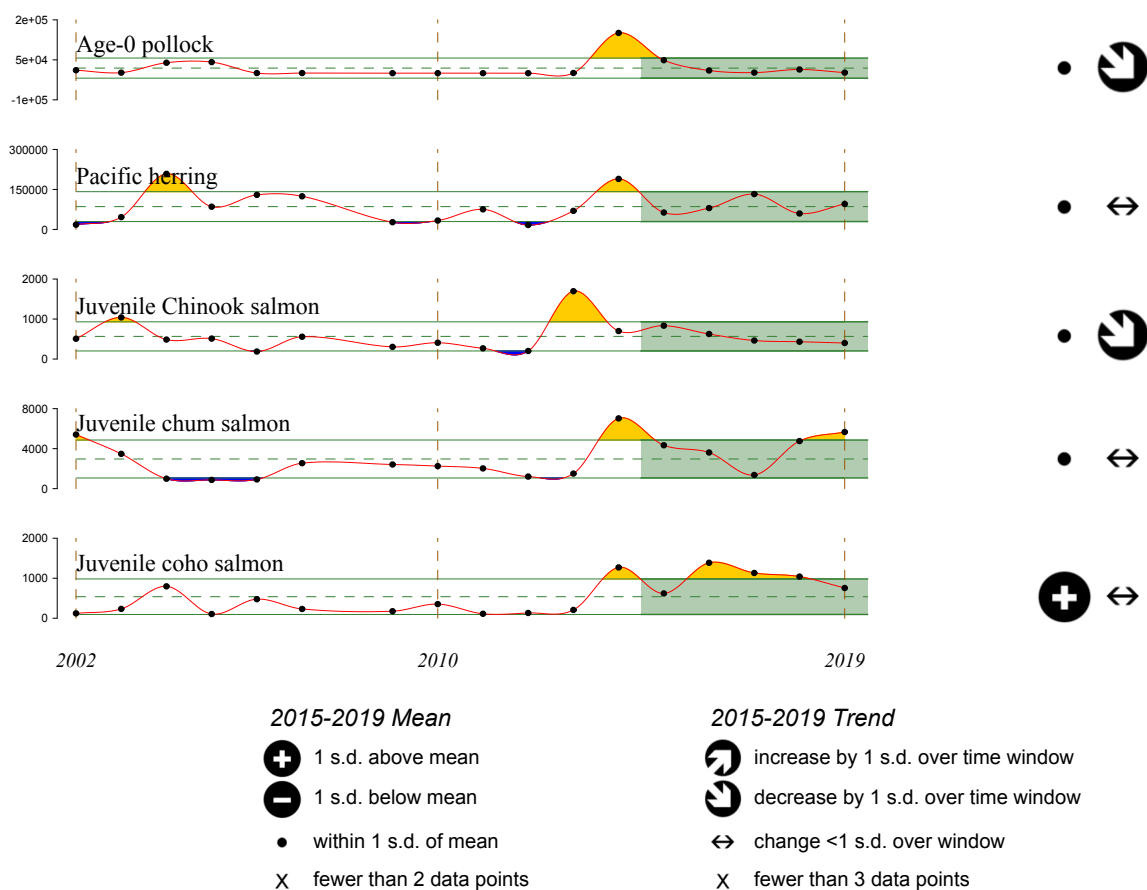 2e+05
Age-0 pollock
5e+04
-1e+05
300000
Pacific herring
150000
0
2000
Juvenile Chinook salmon
1000
0
8000
Juvenile chum salmon
4000
0
2000
Juvenile coho salmon
1000
0
2002 2010 2019
2015-2019 Mean
1 s.d. above mean
1 s.d. below mean
within 1 s.d. of mean
X fewer than 2 data points
2015-2019 Trend
increase by 1 s.d. over time window
decrease by 1 s.d. over time window
change <1 s.d. over window
X fewer than 3 data points